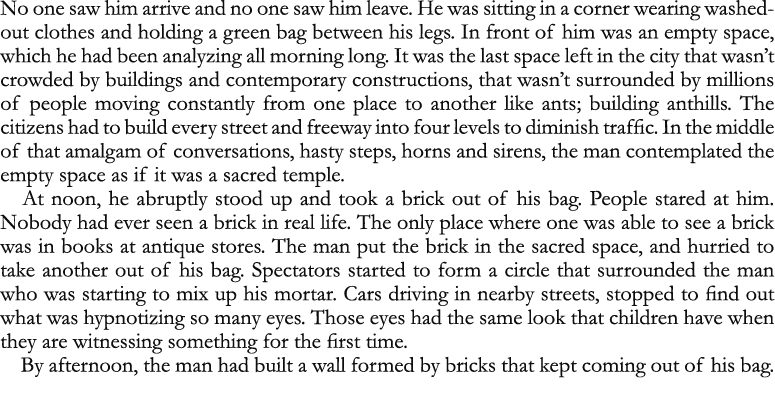 No one saw him arrive and no one saw him leave. He was sitting in a corner wearing washed-
out clothes and holding a green bag between his legs. In front of him was an empty space,
which he had been analyzing all morning long. It was the last space left in the city that wasn't
crowded by buildings and contemporary constructions, that wasn't surrounded by millions
of people moving constantly from one place to another like ants; building anthills. The
citizens had to build every street and freeway into four levels to diminish traffic. In the middle
of that amalgam of conversations, hasty steps, horns and sirens, the man contemplated the
empty space as if it was a sacred temple.
At noon, he abruptly stood up and took a brick out of his bag. People stared at him.
Nobody had ever seen a brick in real life. The only place where one was able to see a brick
was in books at antique stores. The man put the brick in the sacred space, and hurried to
take another out of his bag. Spectators started to form a circle that surrounded the man
who was starting to mix up his mortar. Cars driving in nearby streets, stopped to find out
what was hypnotizing so many eyes. Those eyes had the same look that children have when
they are witnessing something for the first time.
By afternoon, the man had built a wall formed by bricks that kept coming out of his bag.